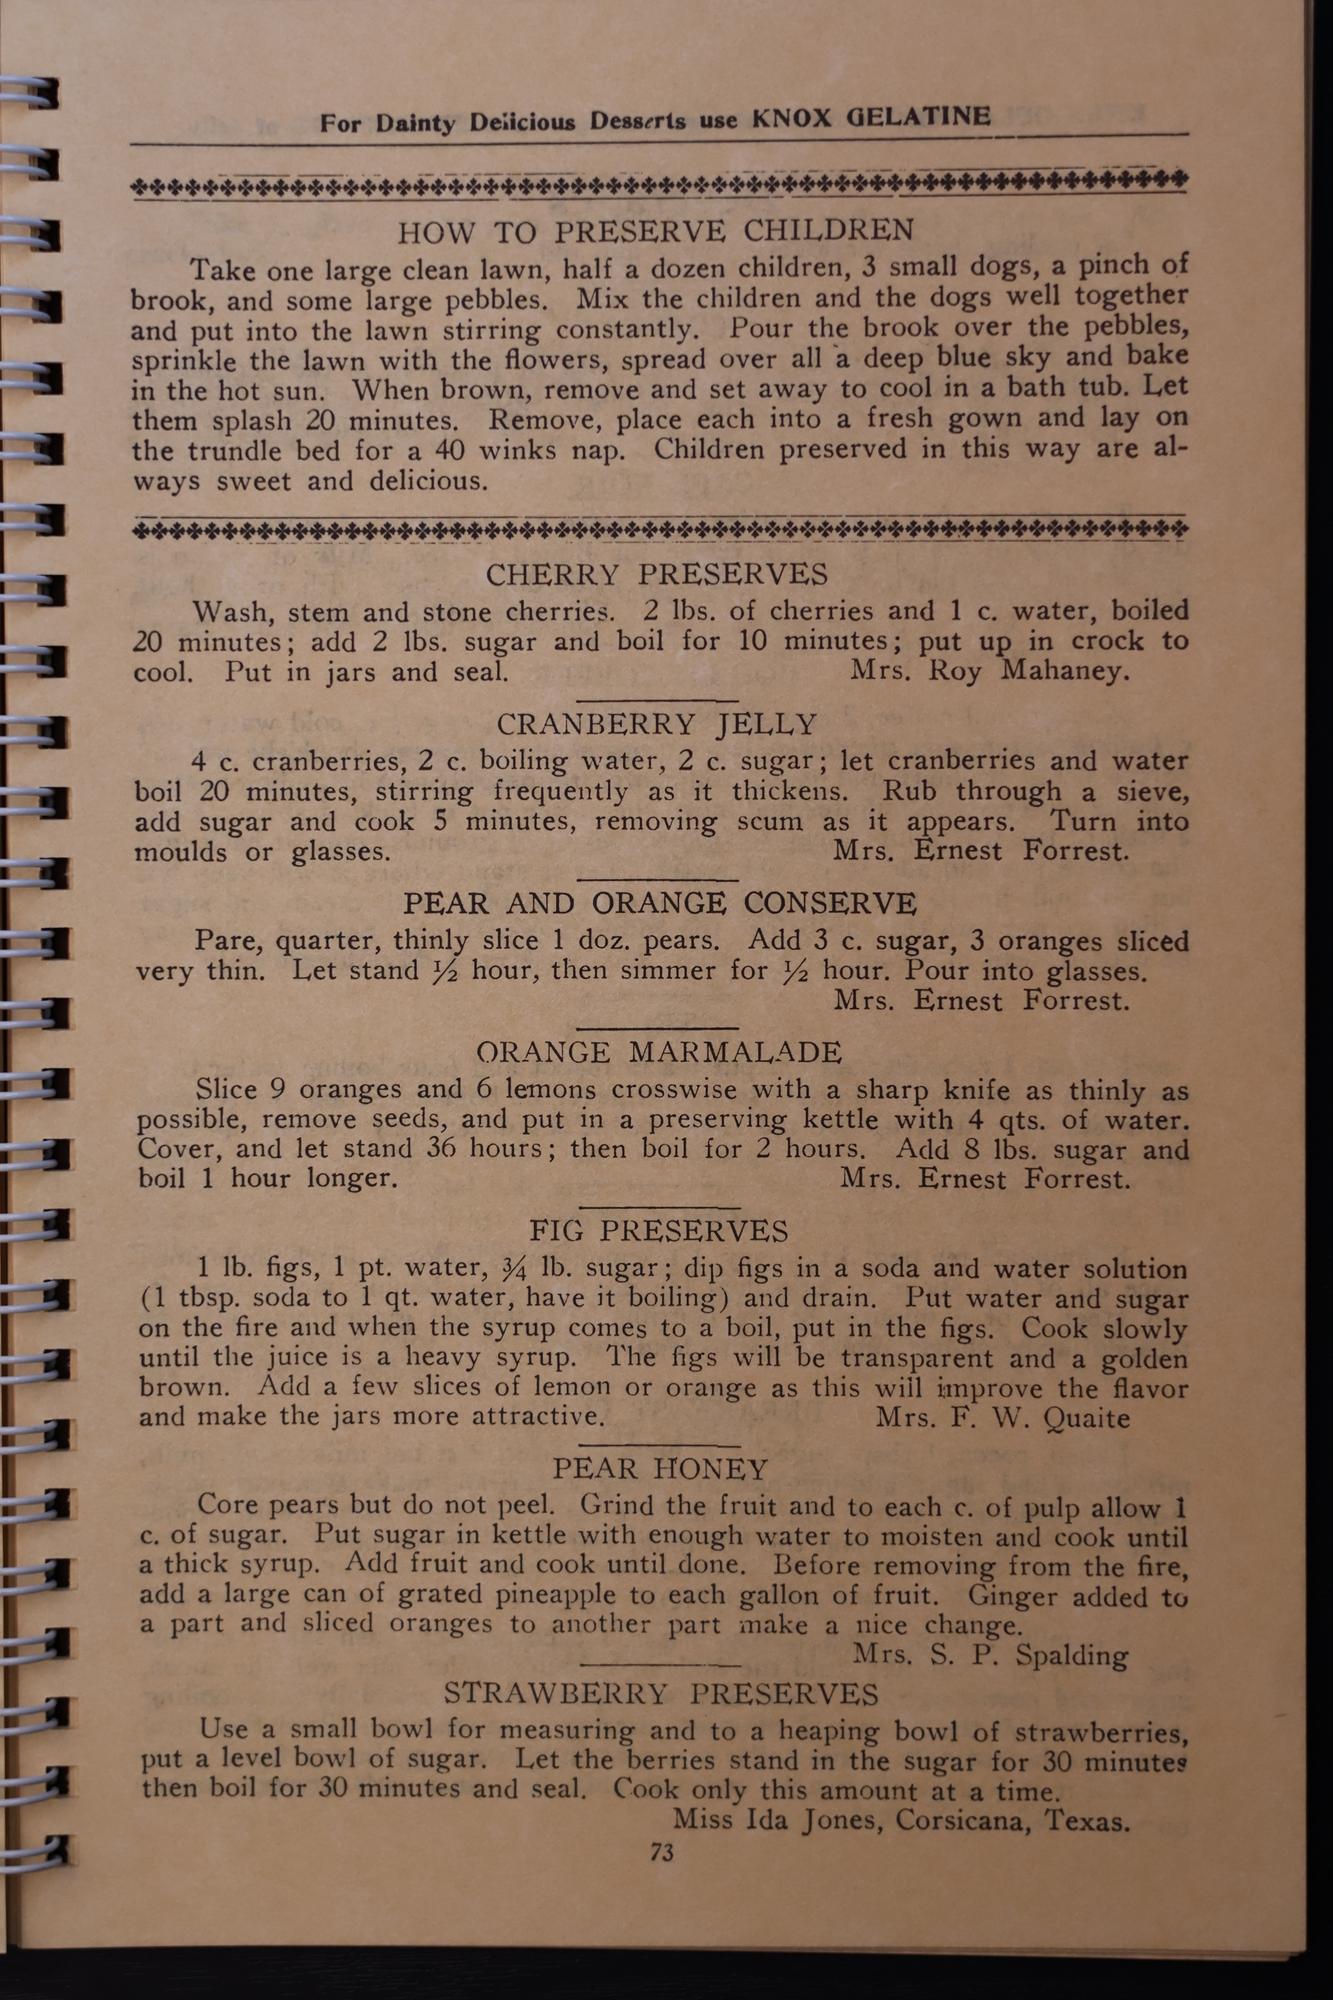 For Dainty Delicious Desserts use KNOX GELATINE
HOW TO PRESERVE CHILDREN
Take one large clean lawn, half a dozen children, 3 small dogs, a pinch of
brook, and some large pebbles. Mix the children and the dogs well together
and put into the lawn stirring constantly. Pour the brook over the pebbles,
sprinkle the lawn with the flowers, spread over all a deep blue sky and bake
in the hot sun. When brown, remove and set away to cool in a bath tub. Let
them splash 20 minutes. Remove, place each into a fresh gown and lay on
the trundle bed for a 40 winks nap. Children preserved in this way are al-
ways sweet and delicious.
CHERRY PRESERVES
Wash, stem and stone cherries. 2 lbs. of cherries and 1 c. water, boiled
20 minutes; add 2 lbs. sugar and boil for 10 minutes; put up in crock to
cool. Put in jars and seal. Mrs. Roy Mahaney.
CRANBERRY JELLY
4 c. cranberries, 2 c. boiling water, 2 c. sugar; let cranberries and water
boil 20 minutes, stirring frequently as it thickens. Rub through a sieve,
add sugar and cook 5 minutes, removing scum as it appears. Turn into
moulds or glasses. Mrs. Ernest Forrest.
PEAR AND ORANGE CONSERVE
Pare, quarter, thinly slice 1 doz. pears. Add 3 c. sugar, 3 oranges sliced
very thin. Let stand ½ hour, then simmer for ½ hour. Pour into glasses.
Mrs. Ernest Forrest.
ORANGE MARMALADE
Slice 9 oranges and 6 lemons crosswise with a sharp knife as thinly as
possible, remove seeds, and put in a preserving kettle with 4 qts. of water.
Cover, and let stand 36 hours; then boil for 2 hours. Add 8 lbs. sugar and
boil 1 hour longer. Mrs. Ernest Forrest.
FIG PRESERVES
1 lb. figs, 1 pt. water, ¾ lb. sugar; dip figs in a soda and water solution
(1 tbsp. soda to 1 qt. water, have it boiling) and drain. Put water and sugar
on the fire and when the syrup comes to a boil, put in the figs. Cook slowly
until the juice is a heavy syrup. The figs will be transparent and a golden
brown. Add a few slices of lemon or orange as this will improve the flavor
and make the jars more attractive. Mrs. F. W. Quaite
PEAR HONEY
Core pears but do not peel. Grind the fruit and to each c. of pulp allow 1
c. of sugar. Put sugar in kettle with enough water to moisten and cook until
a thick syrup. Add fruit and cook until done. Before removing from the fire,
add a large can of grated pineapple to each gallon of fruit. Ginger added to
a part and sliced oranges to another part make a nice change.
Mrs. S. P. Spalding
STRAWBERRY PRESERVES
Use a small bowl for measuring and to a heaping bowl of strawberries,
put a level bowl of sugar. Let the berries stand in the sugar for 30 minutes
then boil for 30 minutes and seal. Cook only this amount at a time.
Miss Ida Jones, Corsicana, Texas.
73